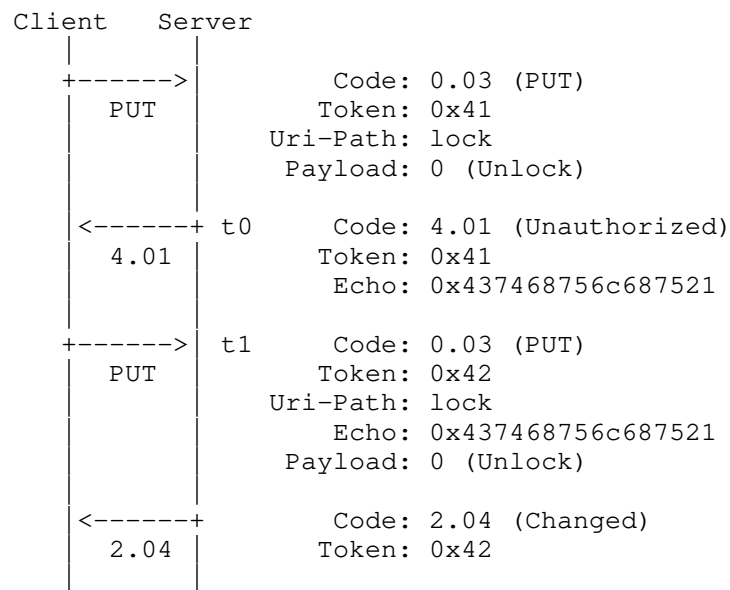 Client Server
Code: 0.03 (PUT)
PUT Token: 0x41
Uri-Path: lock
Payload: 0 (Unlock)
t0 Code: 4.01 (Unauthorized)
4.01 Token: 0x41
Echo: 0x437468756c687521
t1 Code: 0.03 (PUT)
PUT Token: 0x42
Uri-Path: lock
Echo: 0x437468756c687521
Payload: 0 (Unlock)
Code: 2.04 (Changed)
2.04 Token: 0x42